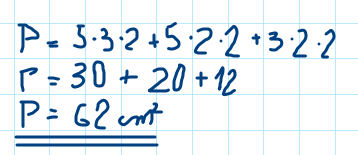 P = 5·3·2 + 5·2·2 + 3·2·2
P = 30 + 20 + 12
P = 62 cm²